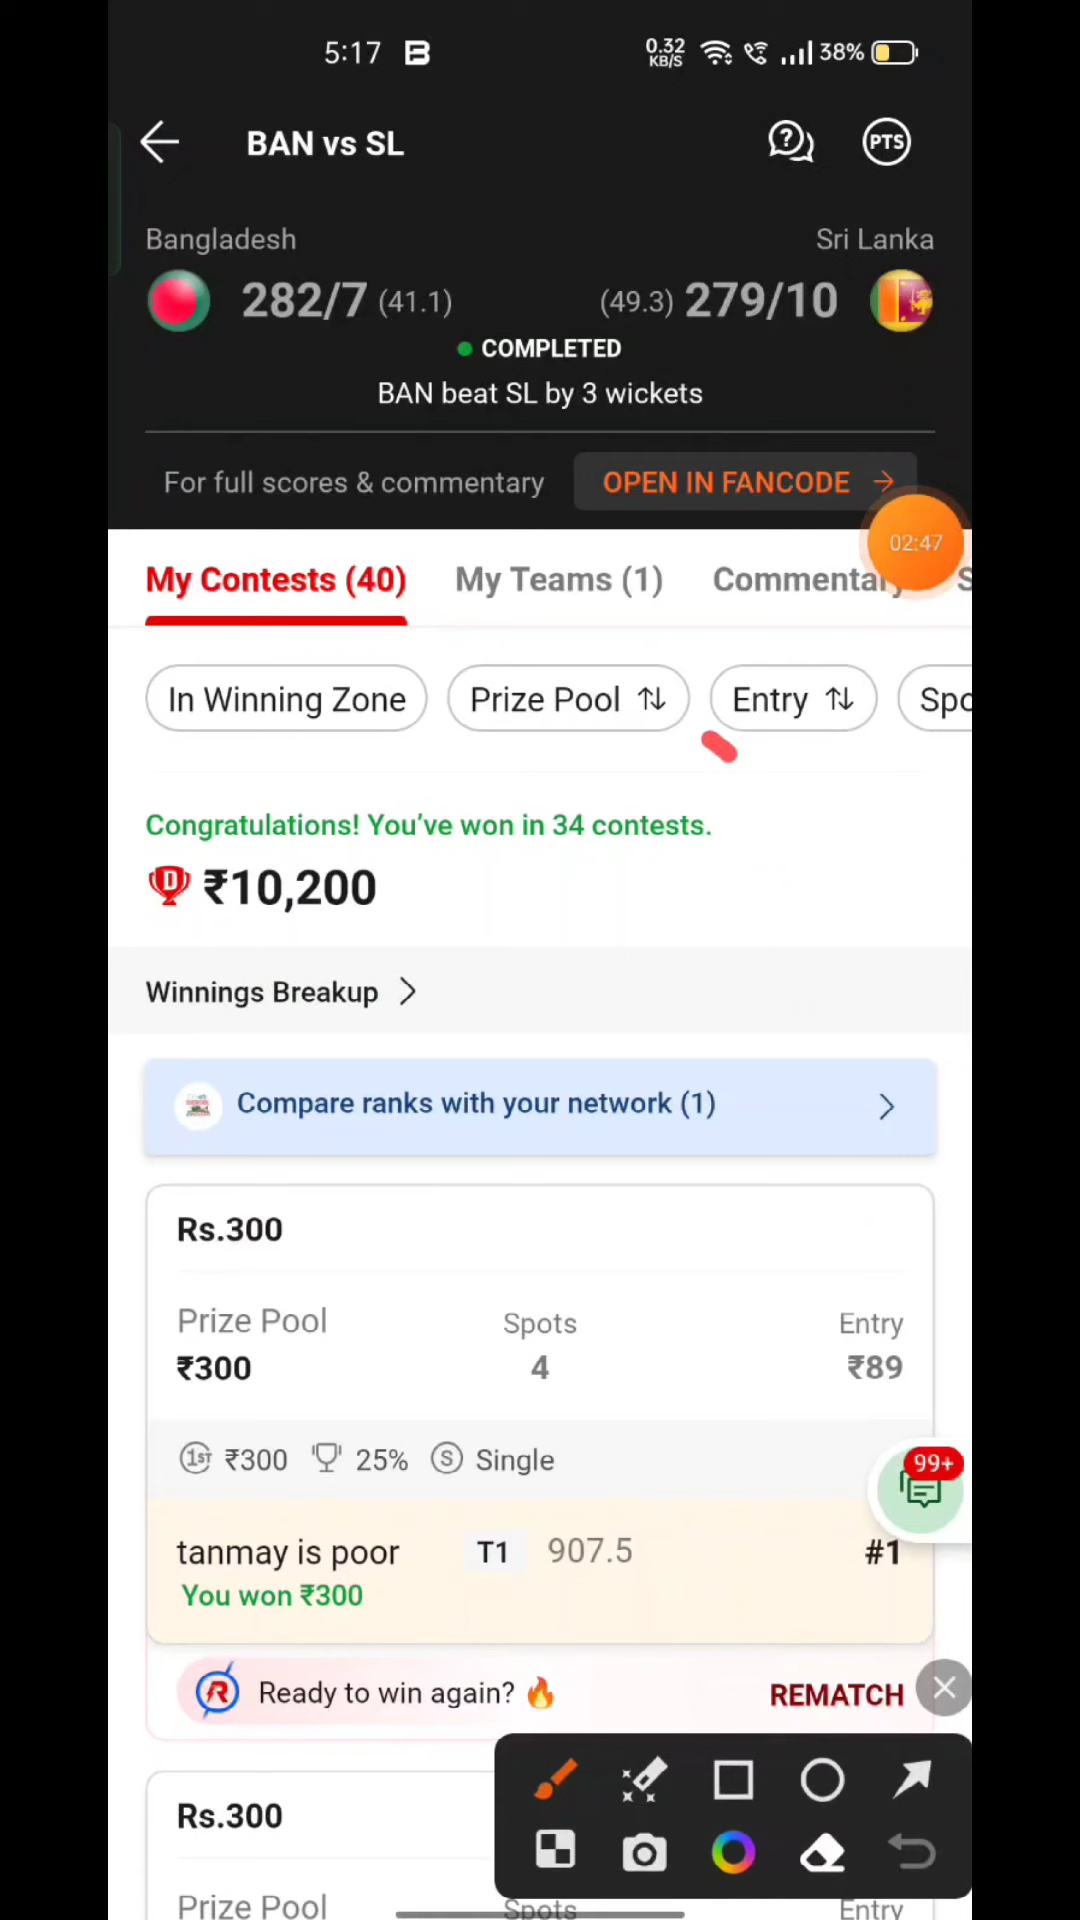 5:17 0.32 KB/S 38%
BAN vs SL PTS
Bangladesh Sri Lanka
282/7 (41.1) (49.3) 279/10
COMPLETED
BAN beat SL by 3 wickets
For full scores & commentary OPEN IN FANCODE
02:47
My Contests (40) My Teams (1) Commentary S
In Winning Zone Prize Pool Entry Spo
Congratulations! You've won in 34 contests.
D ₹10,200
Winnings Breakup
Compare ranks with your network (1)
Rs.300
Prize Pool Spots Entry
₹300 4 ₹89
1ST ₹300 25% S Single
99+
tanmay is poor T1 907.5 #1
You won ₹300
R Ready to win again? REMATCH
Rs.300
Prize Pool Spots Entry